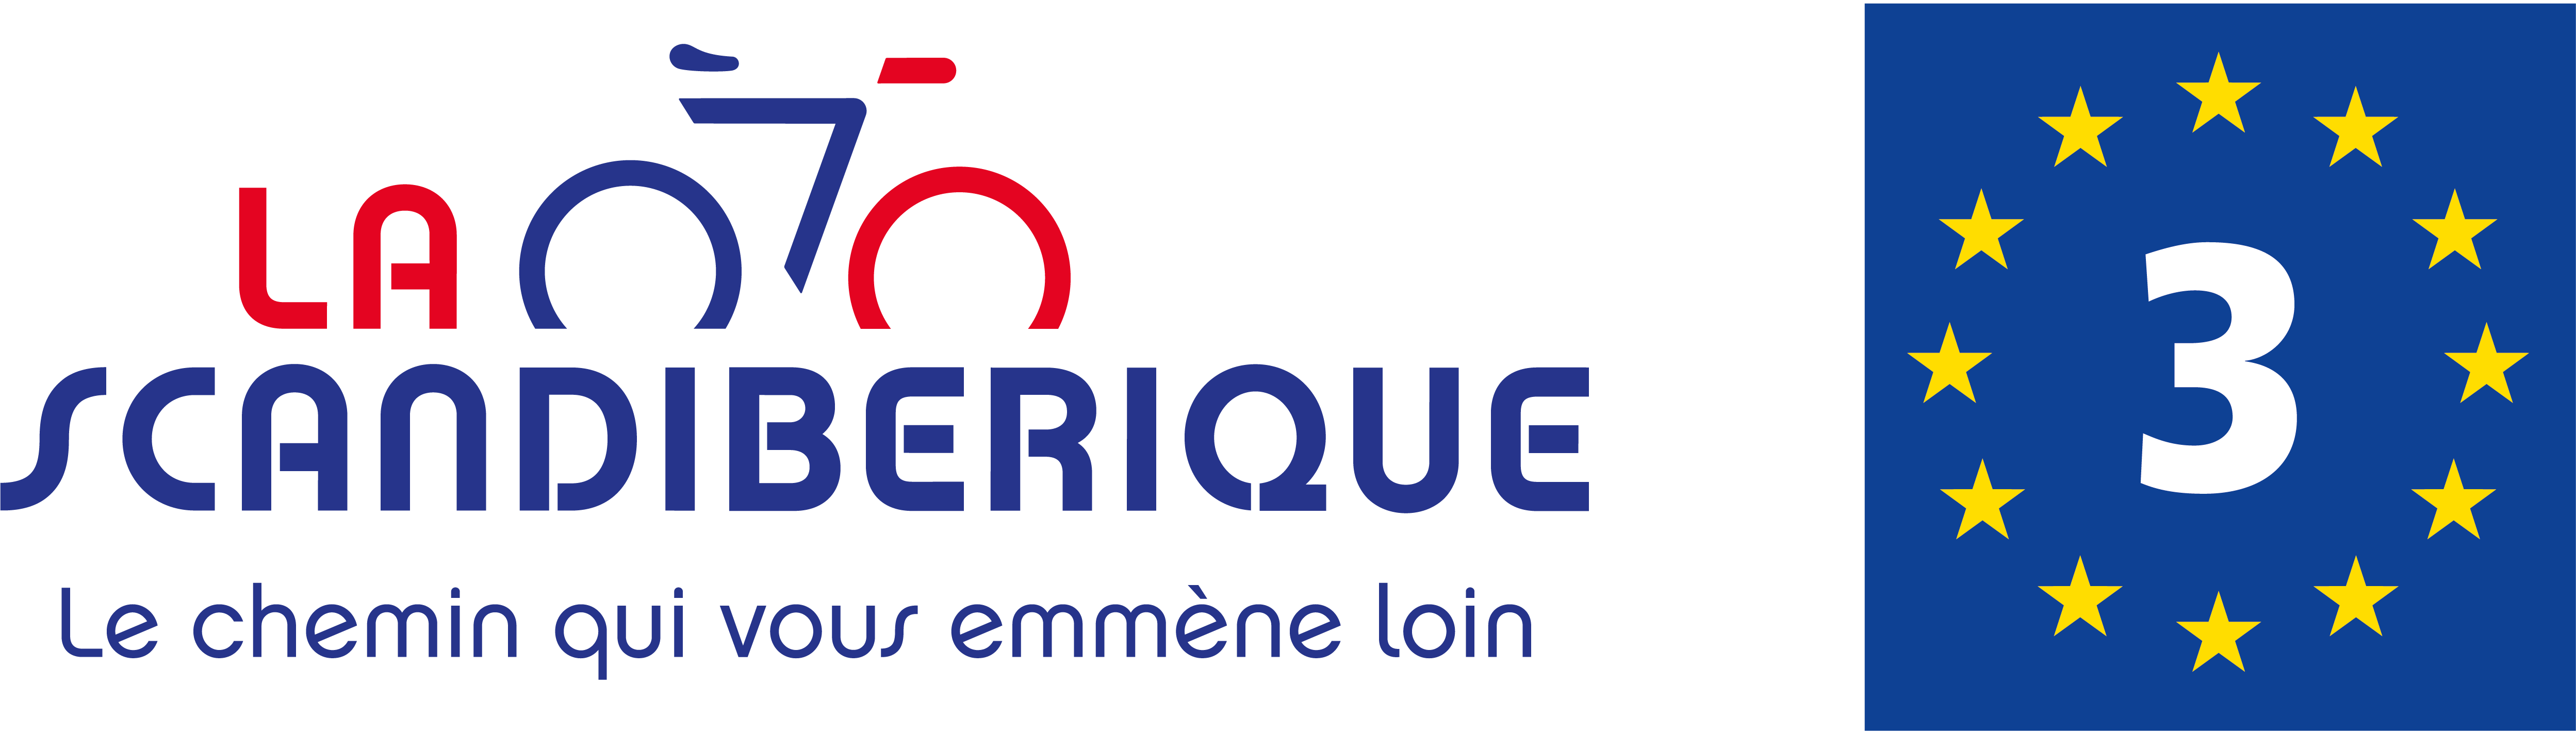 LA
SCANDIBERIQUE
Le chemin qui vous emmène loin
3